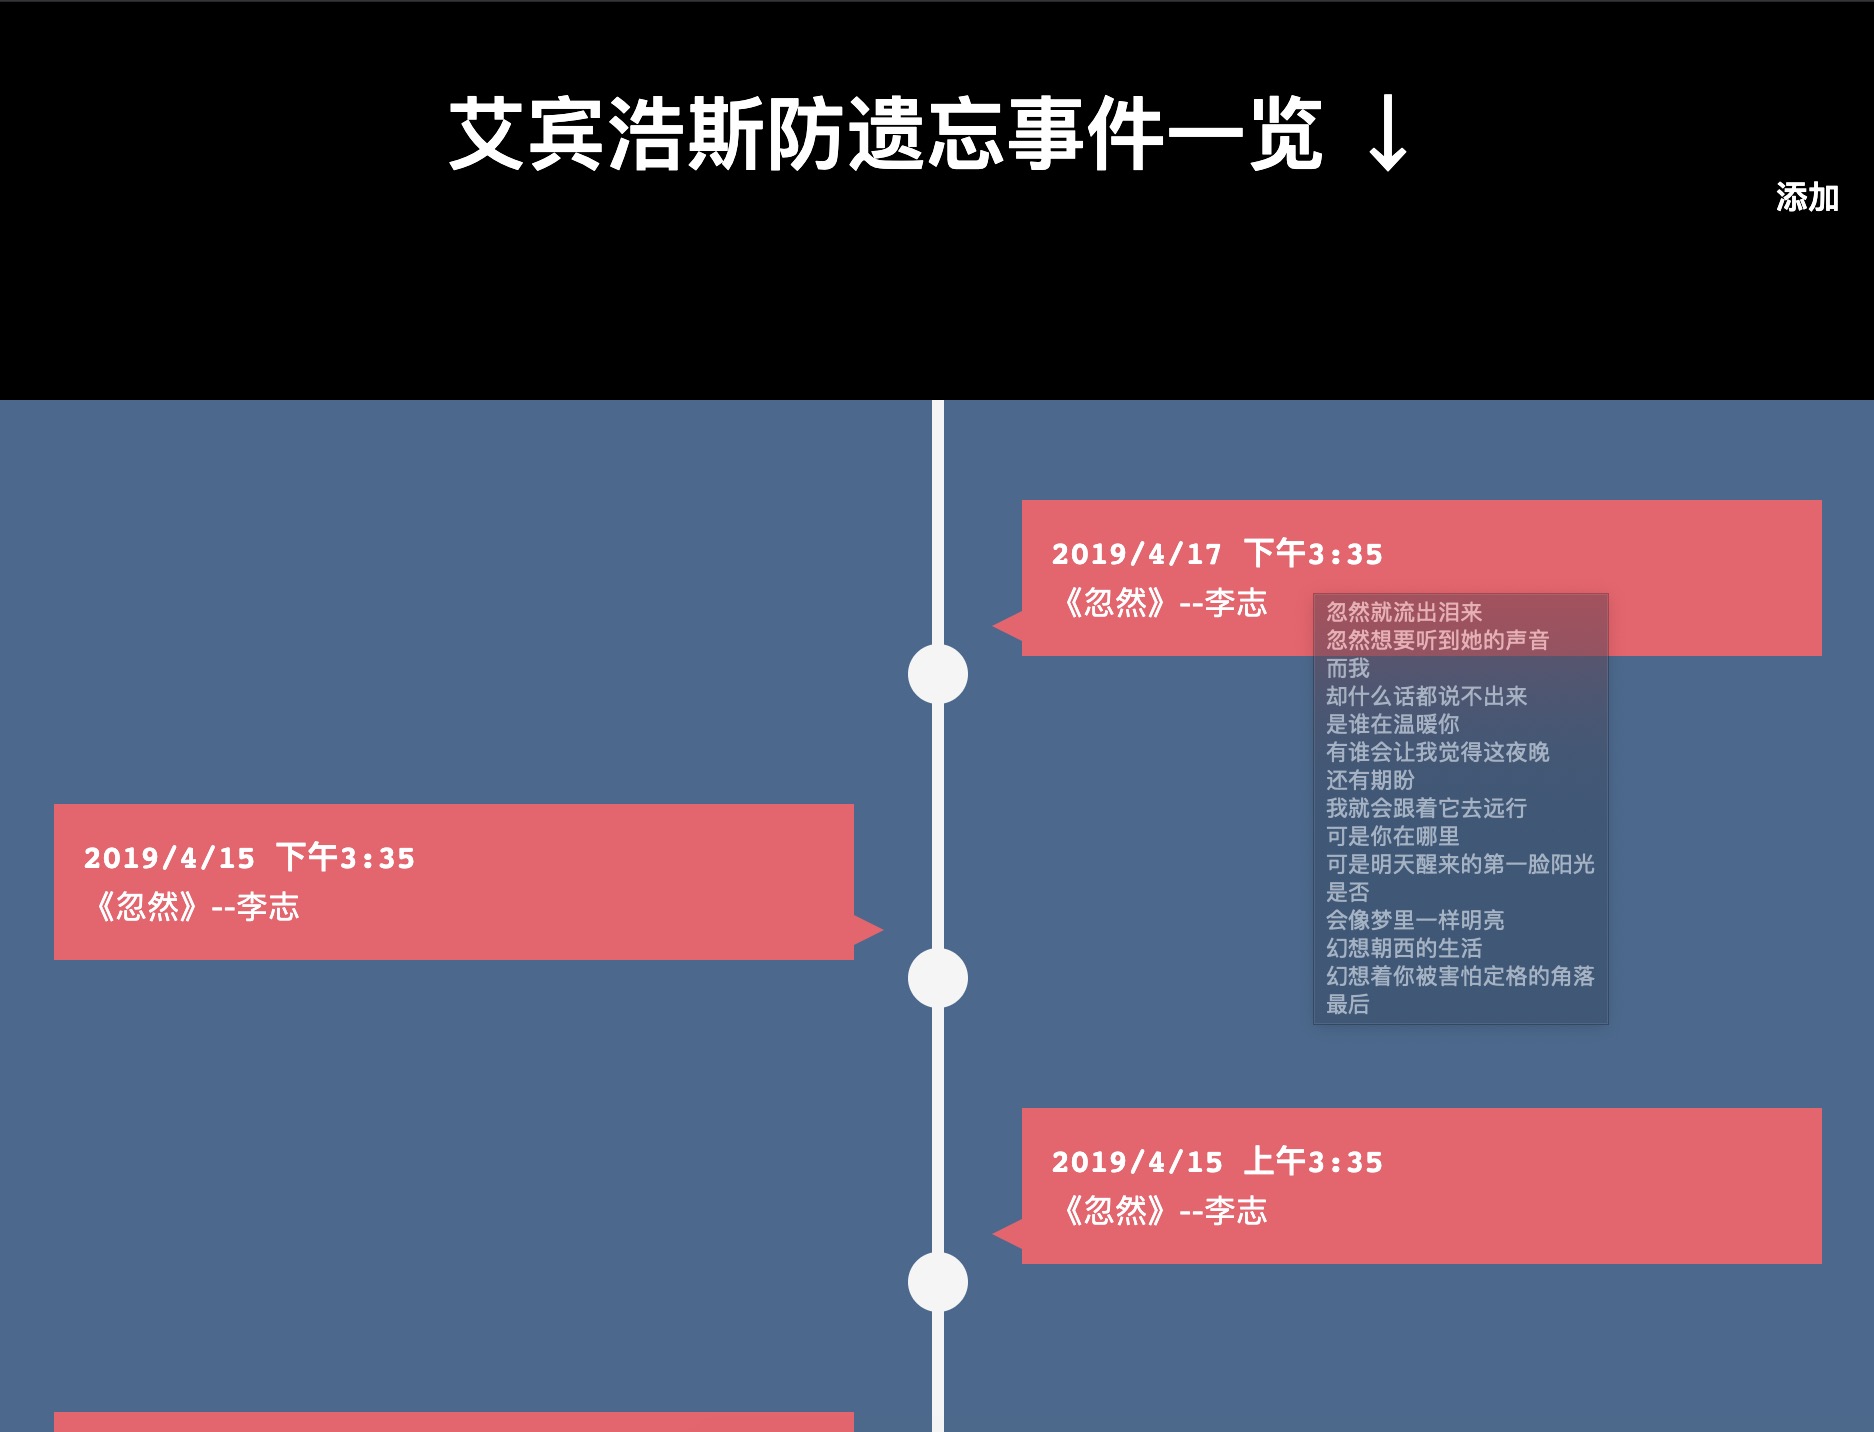 艾宾浩斯防遗忘事件一览 ↓
添加
2019/4/17 下午3:35
《忽然》--李志
忽然就流出泪来
忽然想要听到她的声音
而我
却什么话都说不出来
是谁在温暖你
有谁会让我觉得这夜晚
还有期盼
我就会跟着它去远行
可是你在哪里
可是明天醒来的第一脸阳光
是否
会像梦里一样明亮
幻想朝西的生活
幻想着你被害怕定格的角落
最后
2019/4/15 下午3:35
《忽然》--李志
2019/4/15 上午3:35
《忽然》--李志